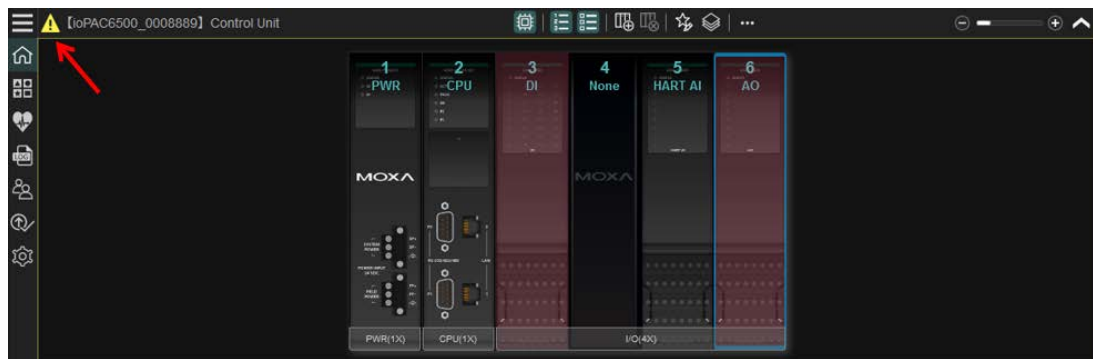 【ioPAC6500_0008889】Control Unit
1 2 3 4 5 6
PWR CPU DI None HART AI AO
MOXA MOXA
PWR(1X) CPU(1X) I/O(4X)
LOG